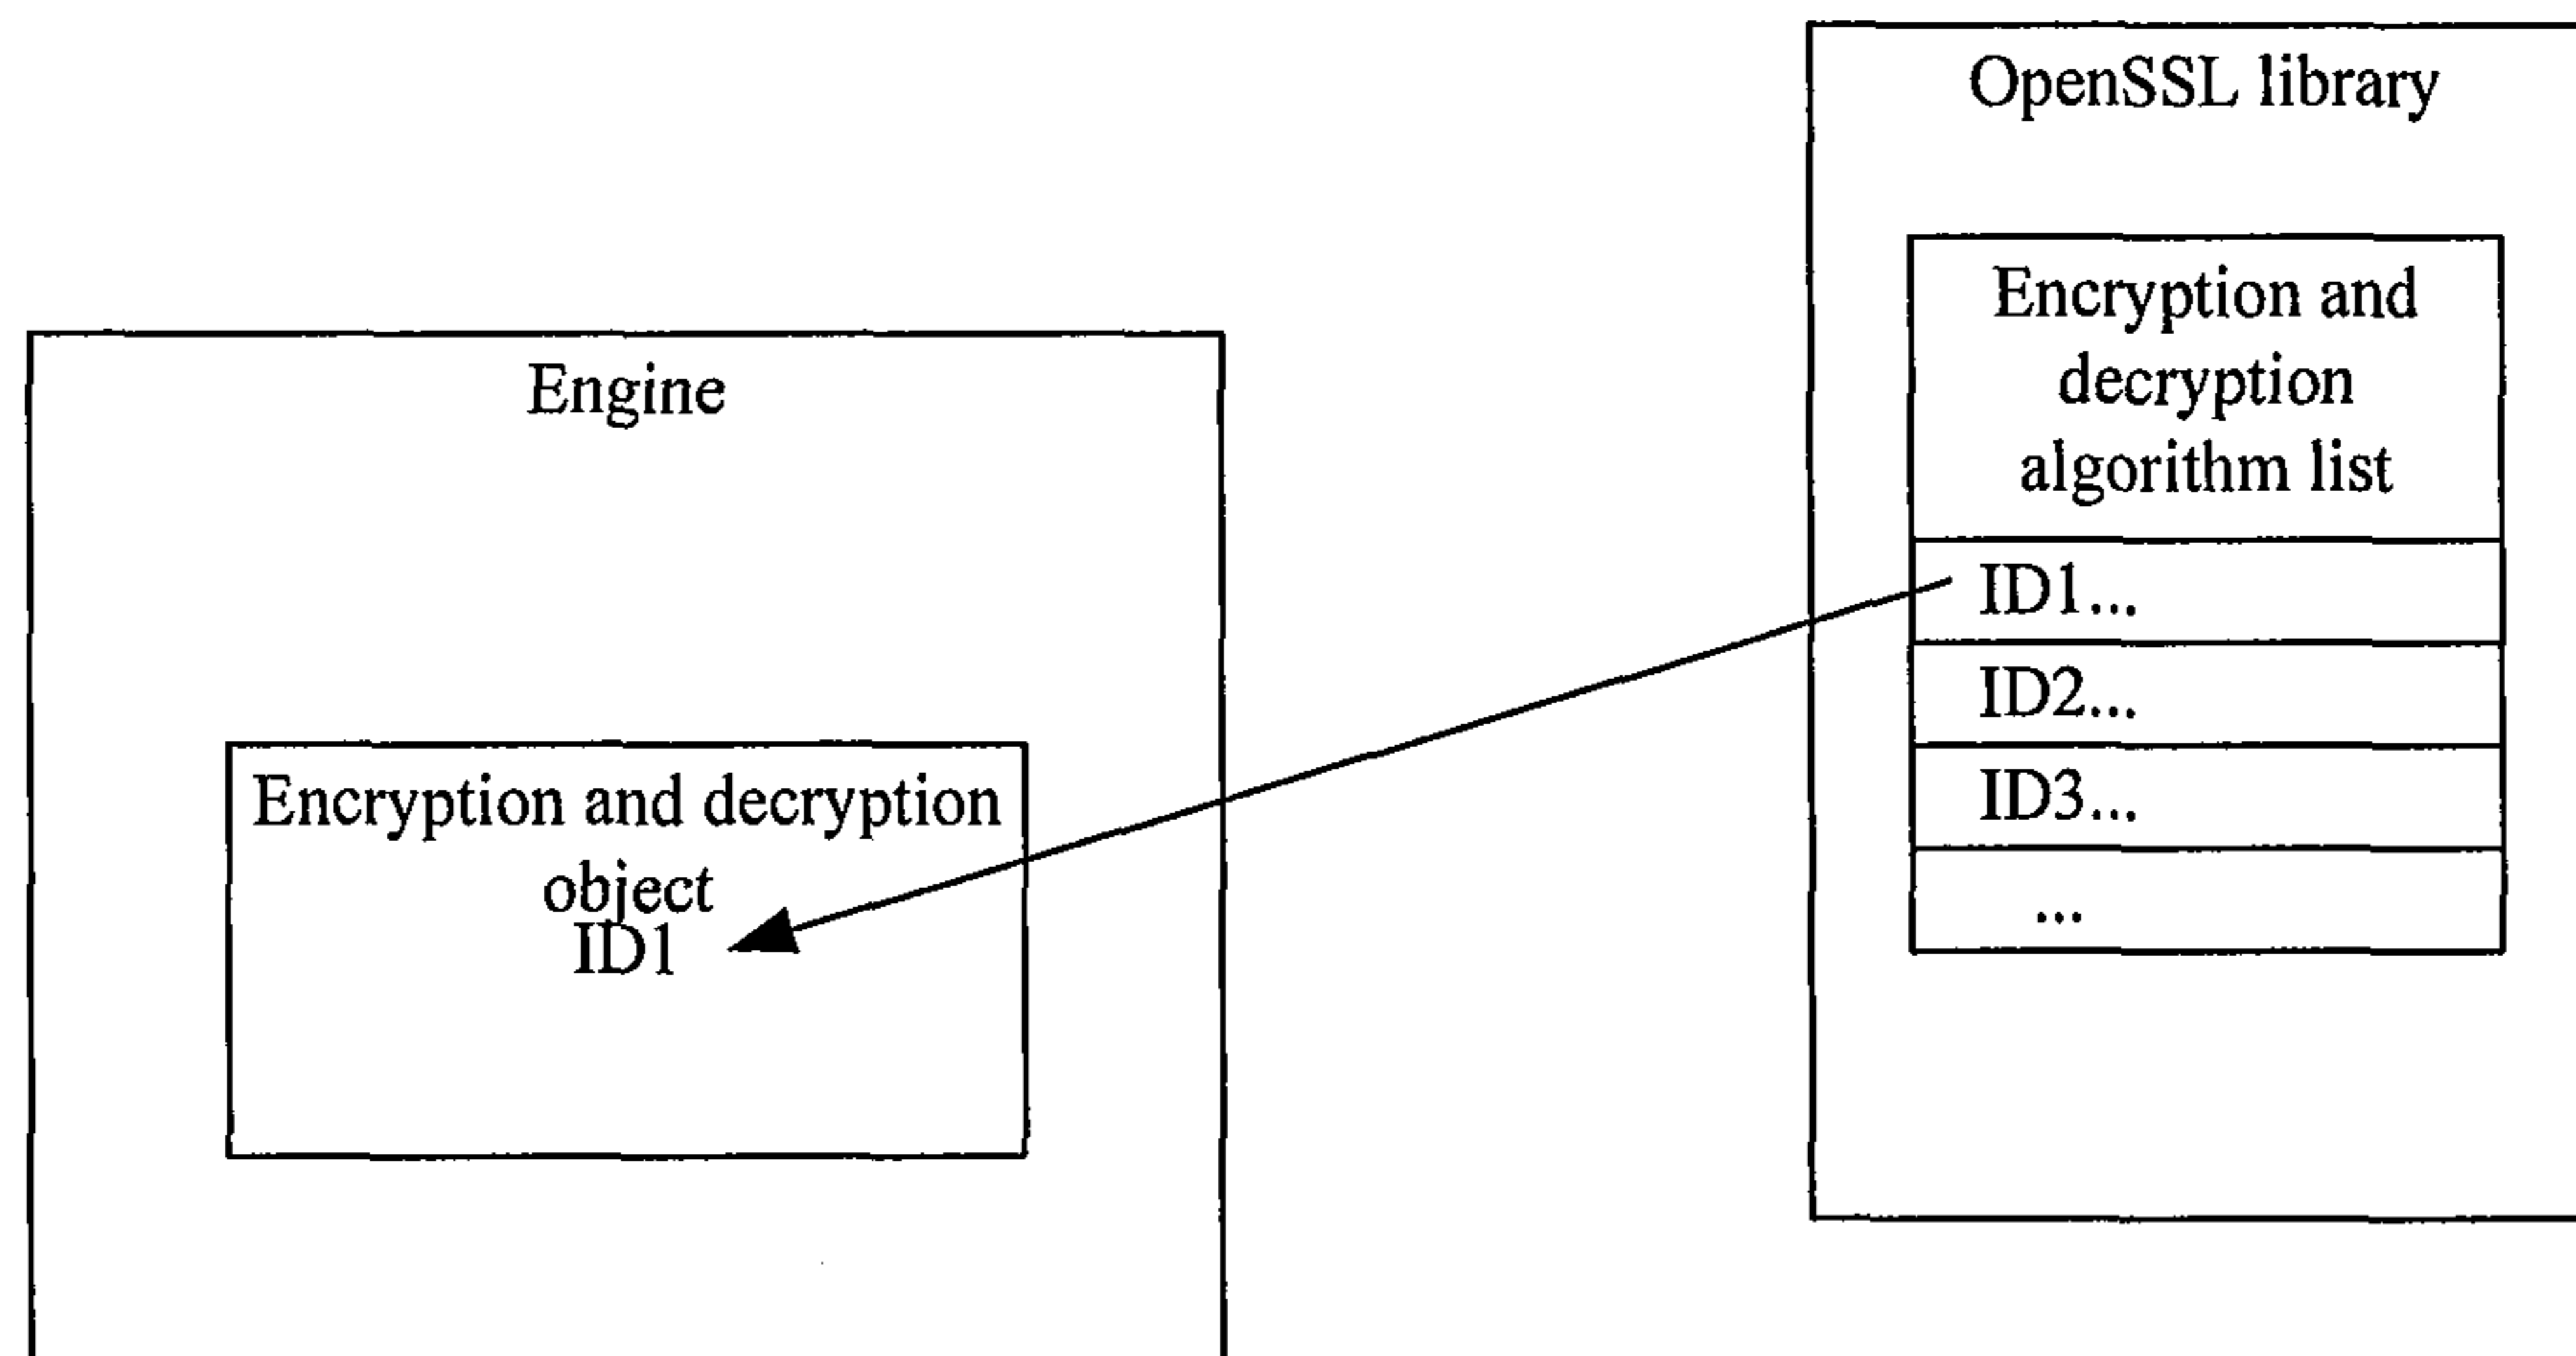 OpenSSL library
Encryption and
decryption
algorithm list
ID1...
ID2...
ID3...
...
Engine
Encryption and decryption
object
ID1